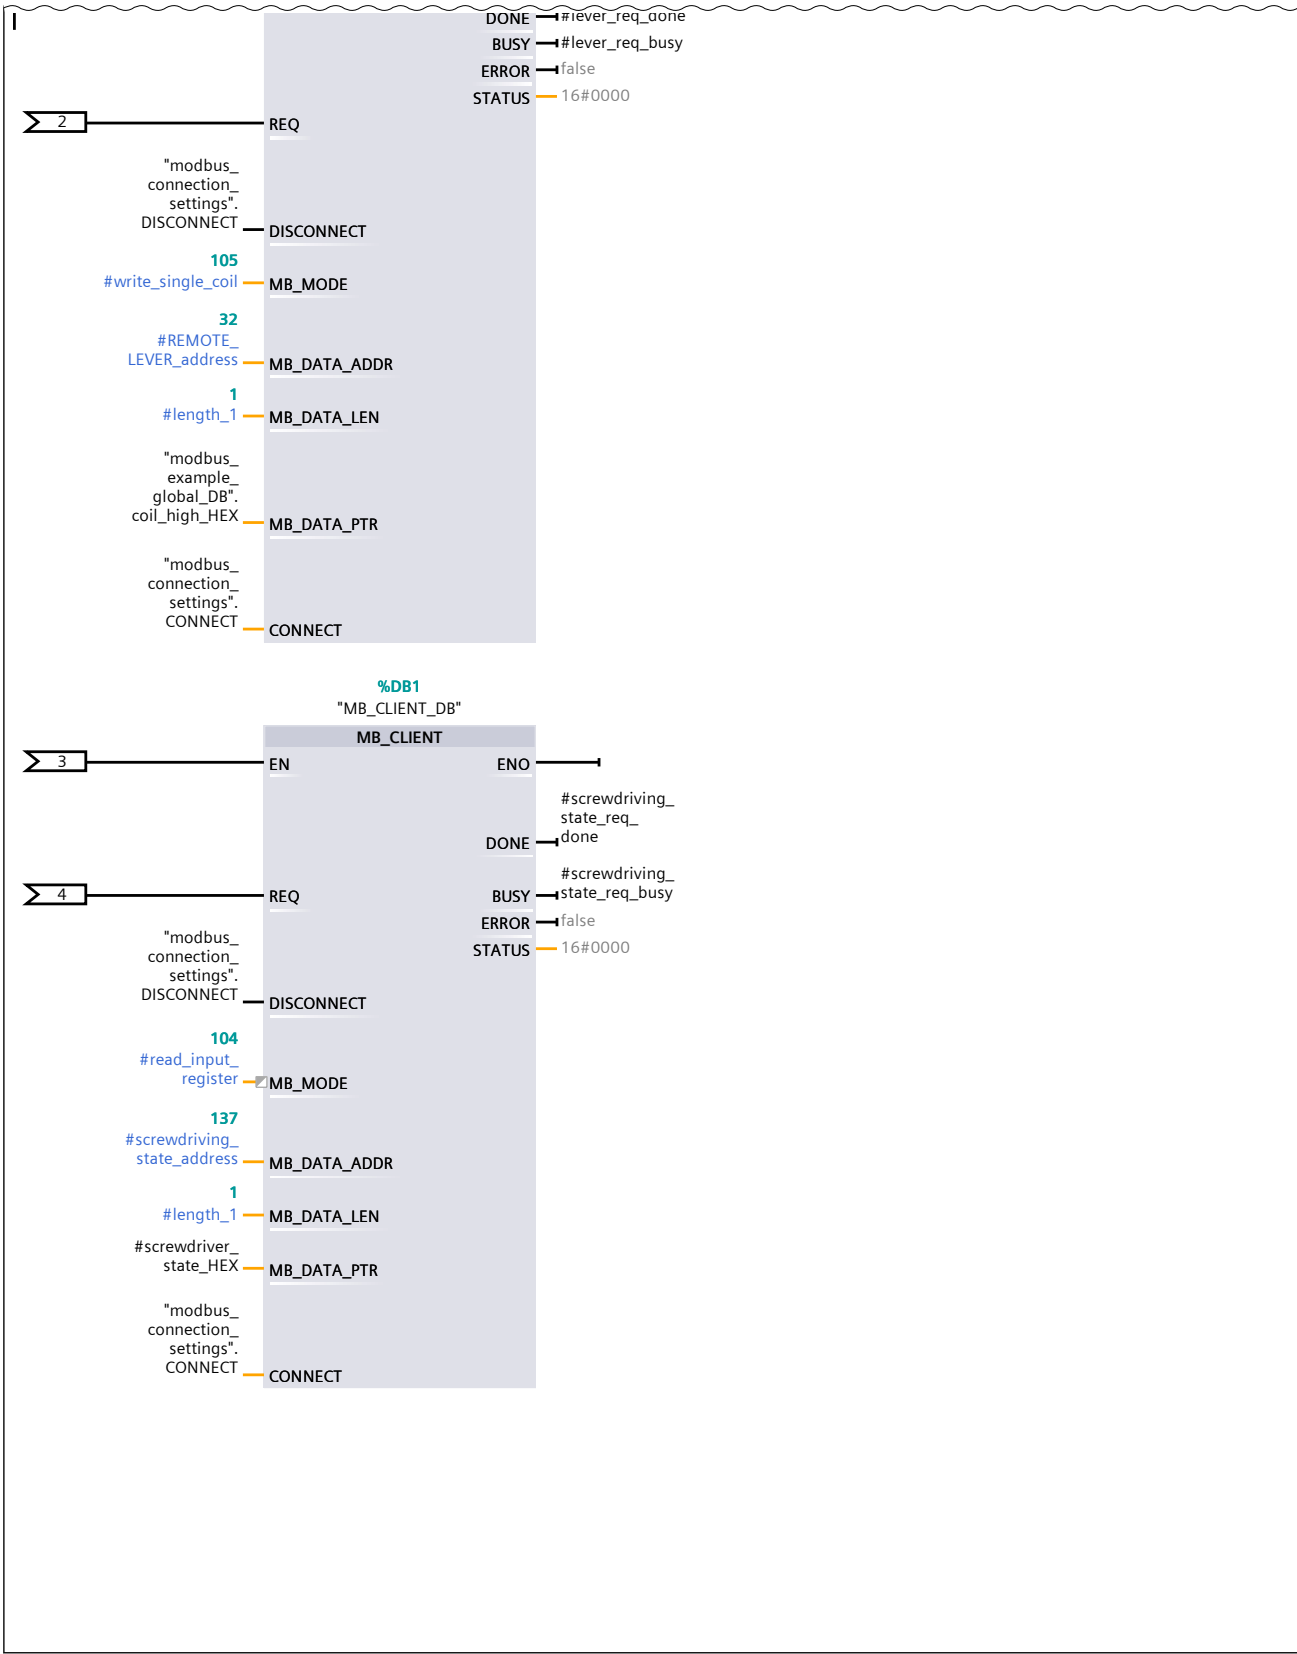 DONE
#lever_req_done
BUSY
#lever_req_busy
ERROR
false
STATUS
16#0000
2
REQ
"modbus_
connection_
settings".
DISCONNECT
DISCONNECT
105
#write_single_coil
MB_MODE
32
#REMOTE_
LEVER_address
MB_DATA_ADDR
1
#length_1
MB_DATA_LEN
"modbus_
example_
global_DB".
coil_high_HEX
MB_DATA_PTR
"modbus_
connection_
settings".
CONNECT
CONNECT
%DB1
"MB_CLIENT_DB"
MB_CLIENT
3
EN
ENO
#screwdriving_
state_req_
done
DONE
#screwdriving_
state_req_busy
4
REQ
BUSY
ERROR
false
STATUS
16#0000
"modbus_
connection_
settings".
DISCONNECT
DISCONNECT
104
#read_input_
register
MB_MODE
137
#screwdriving_
state_address
MB_DATA_ADDR
1
#length_1
MB_DATA_LEN
#screwdriver_
state_HEX
MB_DATA_PTR
"modbus_
connection_
settings".
CONNECT
CONNECT